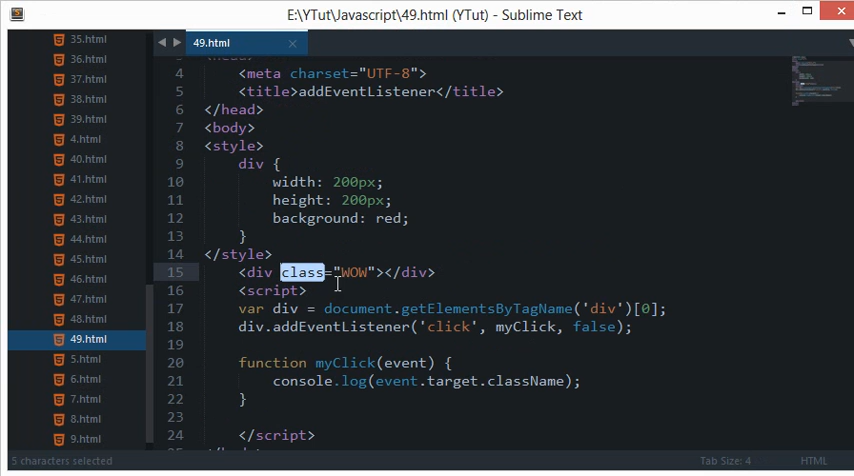 E:\YTut\Javascript\49.html (YTut) - Sublime Text
35.html
36.html
37.html
38.html
39.html
4.html
40.html
41.html
42.html
43.html
44.html
45.html
46.html
47.html
48.html
49.html
5.html
6.html
7.html
8.html
9.html
49.html
4 <meta charset="UTF-8">
5 <title>addEventListener</title>
6 </head>
7 <body>
8 <style>
9 div {
10 width: 200px;
11 height: 200px;
12 background: red;
13 }
14 </style>
15 <div class="WOW"></div>
16 <script>
17 var div = document.getElementsByTagName('div')[0];
18 div.addEventListener('click', myClick, false);
19
20 function myClick(event) {
21 console.log(event.target.className);
22 }
23
24 </script>
5 characters selected
Tab Size: 4
HTML